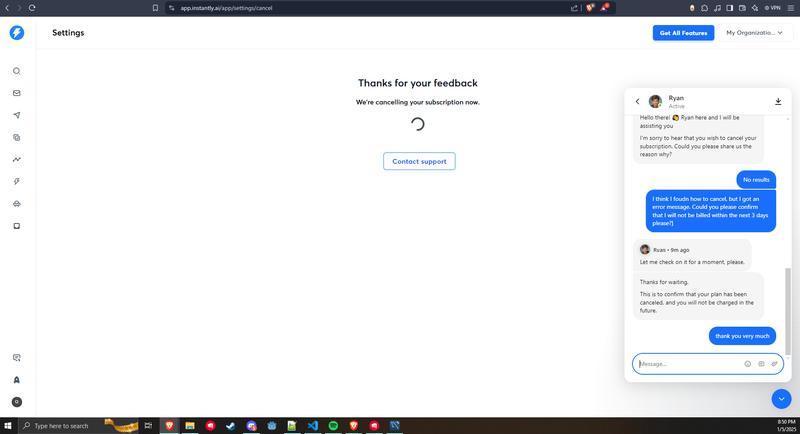 app.instantly.ai/app/settings/cancel
VPN
Settings
Get All Features
My Organizatio...
Thanks for your feedback
We're cancelling your subscription now.
Contact support
Ryan
Active
Hello there! Ryan here and I will be
assisting you
I'm sorry to hear that you wish to cancel your
subscription. Could you please share us the
reason why?
No results
I think I foudn how to cancel, but I got an
error message. Could you please confirm
that I will not be billed within the next 3 days
please?]
Ryan • 9m ago
Let me check on it for a moment, please.
Thanks for waiting.
This is to confirm that your plan has been
canceled, and you will not be charged in the
future.
thank you very much
Message...
Type here to search
8:50 PM
1/5/2025